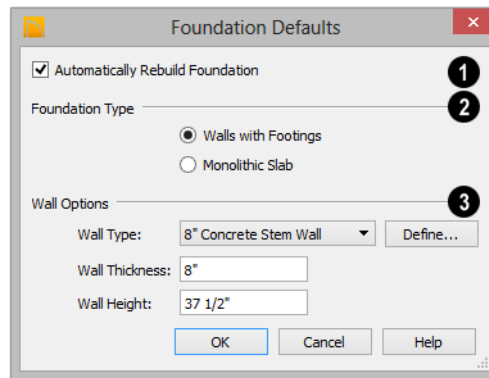 Foundation Defaults
x
Automatically Rebuild Foundation 1
Foundation Type 2
Walls with Footings
Monolithic Slab
Wall Options 3
Wall Type: 8" Concrete Stem Wall Define...
Wall Thickness: 8"
Wall Height: 37 1/2"
OK Cancel Help